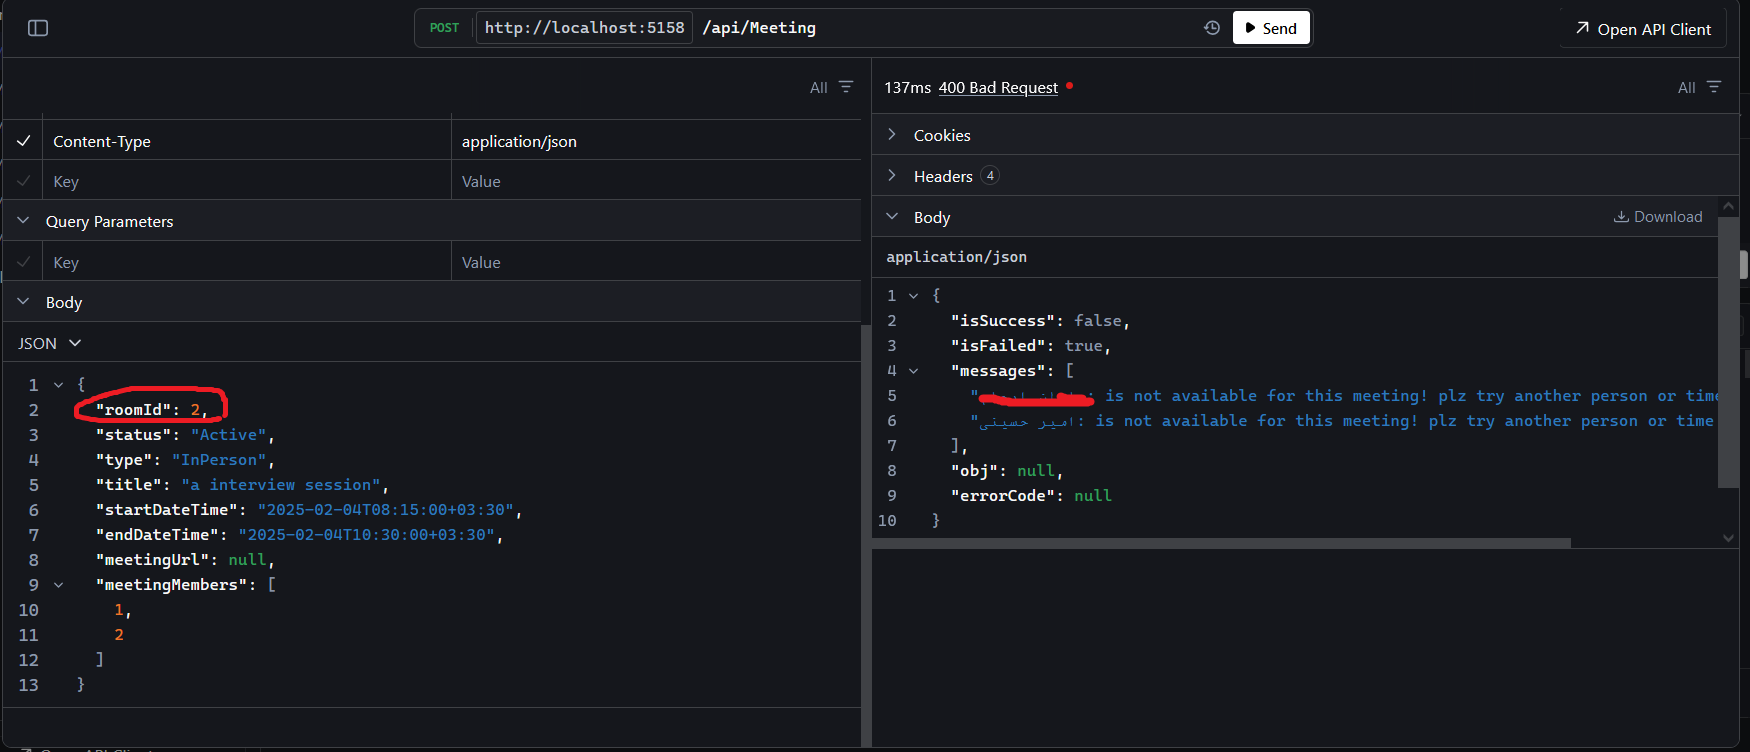 POST http://localhost:5158 /api/Meeting Send
Open API Client
All
Content-Type application/json
Key Value
Query Parameters
Key Value
Body
JSON
1 {
2 "roomId": 2,
3 "status": "Active",
4 "type": "InPerson",
5 "title": "a interview session",
6 "startDateTime": "2025-02-04T08:15:00+03:30",
7 "endDateTime": "2025-02-04T10:30:00+03:30",
8 "meetingUrl": null,
9 "meetingMembers": [
10 1,
11 2
12 ]
13 }
137ms 400 Bad Request
All
Cookies
Headers 4
Body Download
application/json
1 {
2 "isSuccess": false,
3 "isFailed": true,
4 "messages": [
5 " : is not available for this meeting! plz try another person or time
6 "امیر حسینی: is not available for this meeting! plz try another person or time
7 ],
8 "obj": null,
9 "errorCode": null
10 }